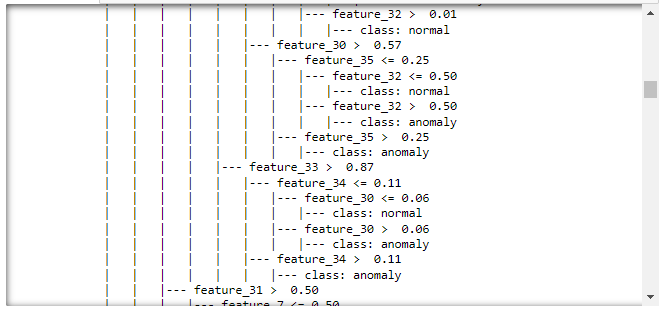 |   |   |   |   |   |   |   |--- feature_32 >  0.01
|   |   |   |   |   |   |   |   |--- class: normal
|   |   |   |   |   |--- feature_30 >  0.57
|   |   |   |   |   |   |--- feature_35 <= 0.25
|   |   |   |   |   |   |   |--- feature_32 <= 0.50
|   |   |   |   |   |   |   |   |--- class: normal
|   |   |   |   |   |   |   |--- feature_32 >  0.50
|   |   |   |   |   |   |   |   |--- class: anomaly
|   |   |   |   |   |   |--- feature_35 >  0.25
|   |   |   |   |   |   |   |--- class: anomaly
|   |   |   |   |--- feature_33 >  0.87
|   |   |   |   |   |--- feature_34 <= 0.11
|   |   |   |   |   |   |--- feature_30 <= 0.06
|   |   |   |   |   |   |   |--- class: normal
|   |   |   |   |   |   |--- feature_30 >  0.06
|   |   |   |   |   |   |   |--- class: anomaly
|   |   |   |   |   |--- feature_34 >  0.11
|   |   |   |   |   |   |--- class: anomaly
|   |   |--- feature_31 >  0.50
|   |   |   |--- feature_7 <= 0.50